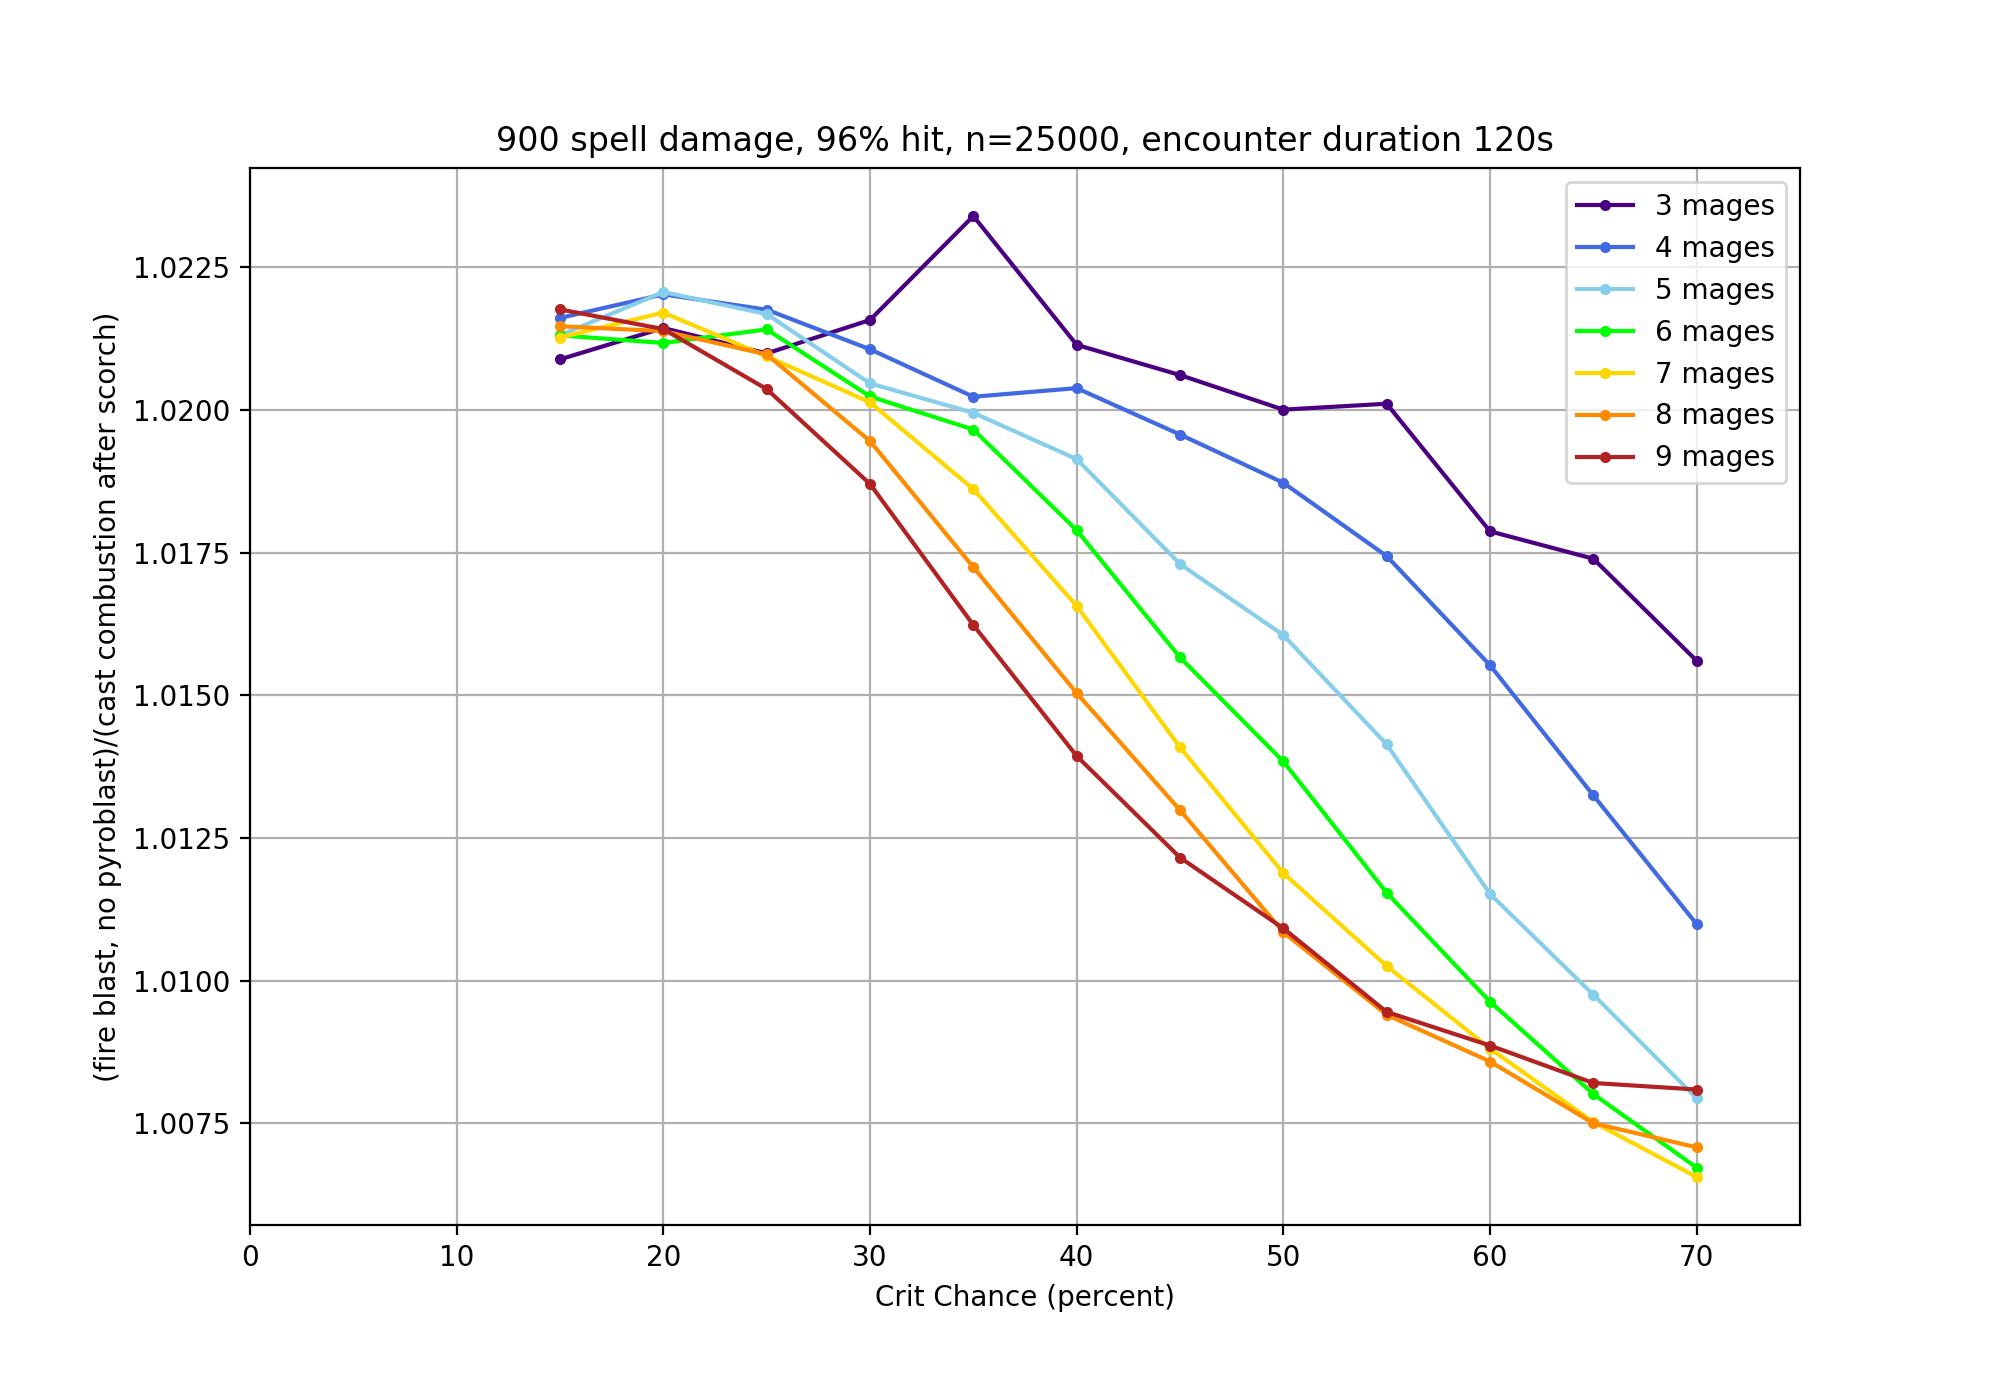 900 spell damage, 96% hit, n=25000, encounter duration 120s
3 mages
4 mages
5 mages
6 mages
7 mages
8 mages
9 mages
(fire blast, no pyroblast)/(cast combustion after scorch)
1.0225
1.0200
1.0175
1.0150
1.0125
1.0100
1.0075
0 10 20 30 40 50 60 70
Crit Chance (percent)